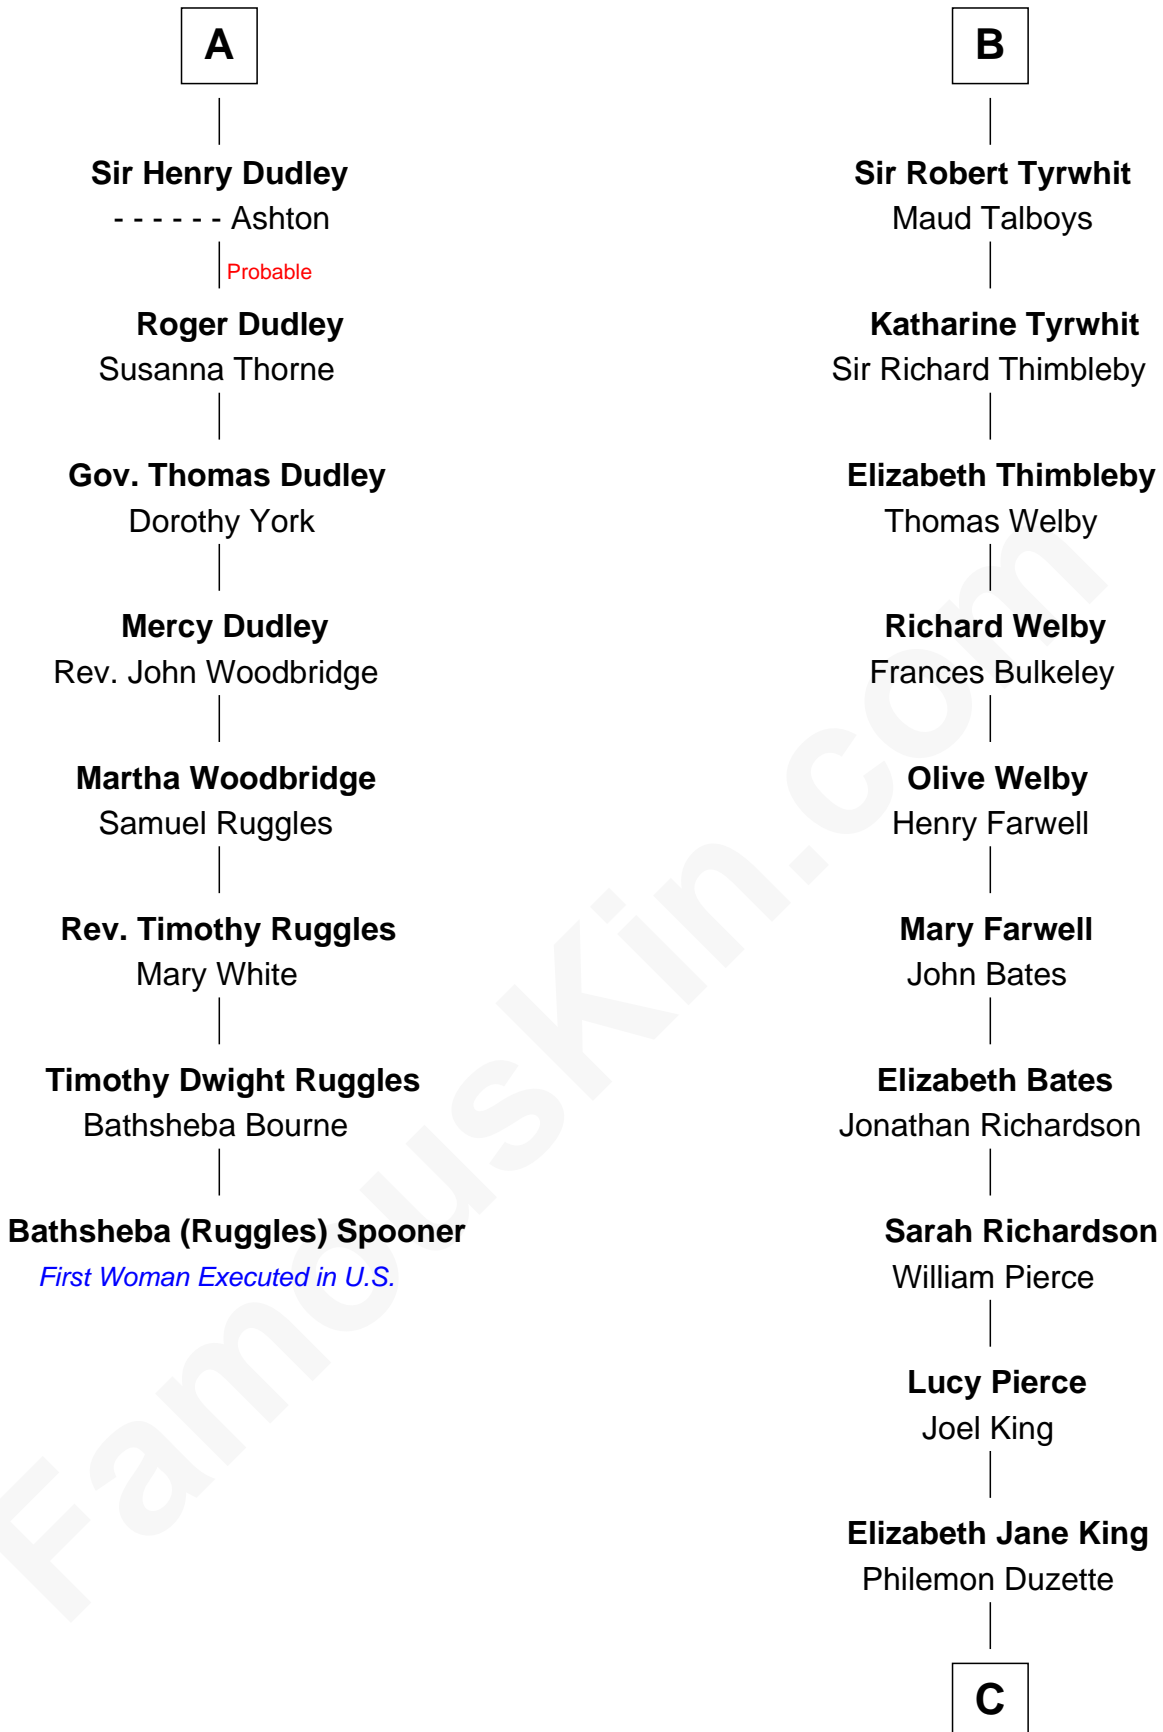 A
Sir Henry Dudley
- - - - - - Ashton
Probable
Roger Dudley
Susanna Thorne
Gov. Thomas Dudley
Dorothy York
Mercy Dudley
Rev. John Woodbridge
Martha Woodbridge
Samuel Ruggles
Rev. Timothy Ruggles
Mary White
Timothy Dwight Ruggles
Bathsheba Bourne
Bathsheba (Ruggles) Spooner
First Woman Executed in U.S.
B
Sir Robert Tyrwhit
Maud Talboys
Katharine Tyrwhit
Sir Richard Thimbleby
Elizabeth Thimbleby
Thomas Welby
Richard Welby
Frances Bulkeley
Olive Welby
Henry Farwell
Mary Farwell
John Bates
Elizabeth Bates
Jonathan Richardson
Sarah Richardson
William Pierce
Lucy Pierce
Joel King
Elizabeth Jane King
Philemon Duzette
C
FamousKin.com